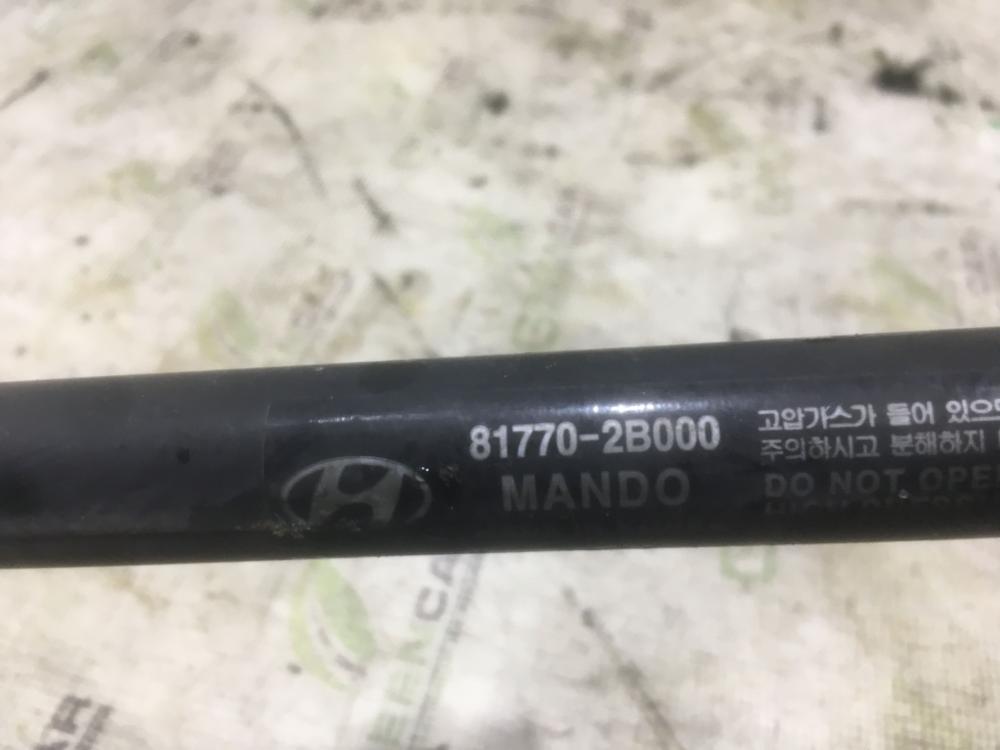 81770-2B000
MANDO
고압가스가 들어 있으
주의하시고 분해하지
DO NOT OPE